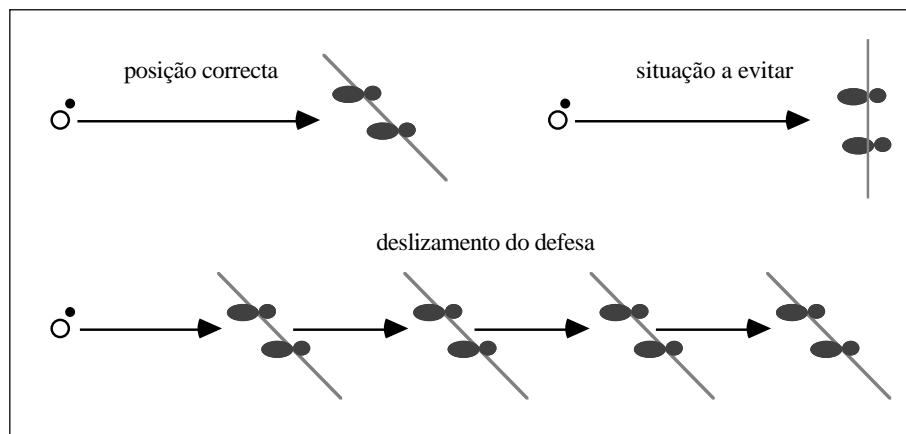 posição correcta
situação a evitar
deslizamento do defesa